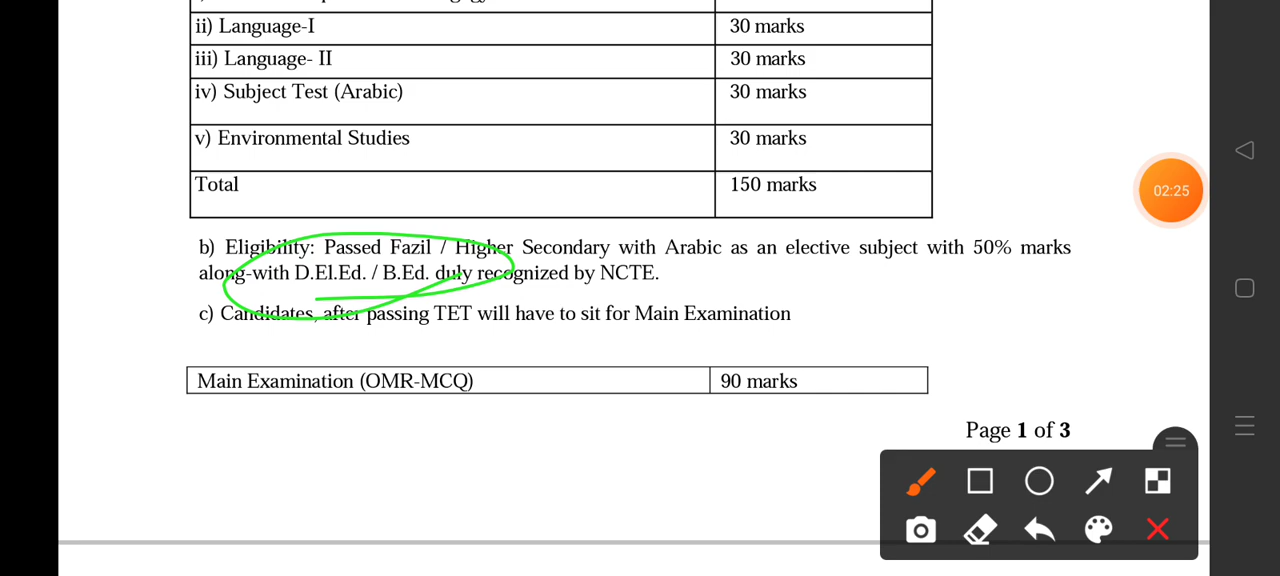 ii) Language-I 30 marks
iii) Language- II 30 marks
iv) Subject Test (Arabic) 30 marks
v) Environmental Studies 30 marks
Total 150 marks
b) Eligibility: Passed Fazil / Higher Secondary with Arabic as an elective subject with 50% marks
along-with D.El.Ed. / B.Ed. duly recognized by NCTE.
c) Candidates, after passing TET will have to sit for Main Examination
Main Examination (OMR-MCQ) 90 marks
Page 1 of 3
02:25